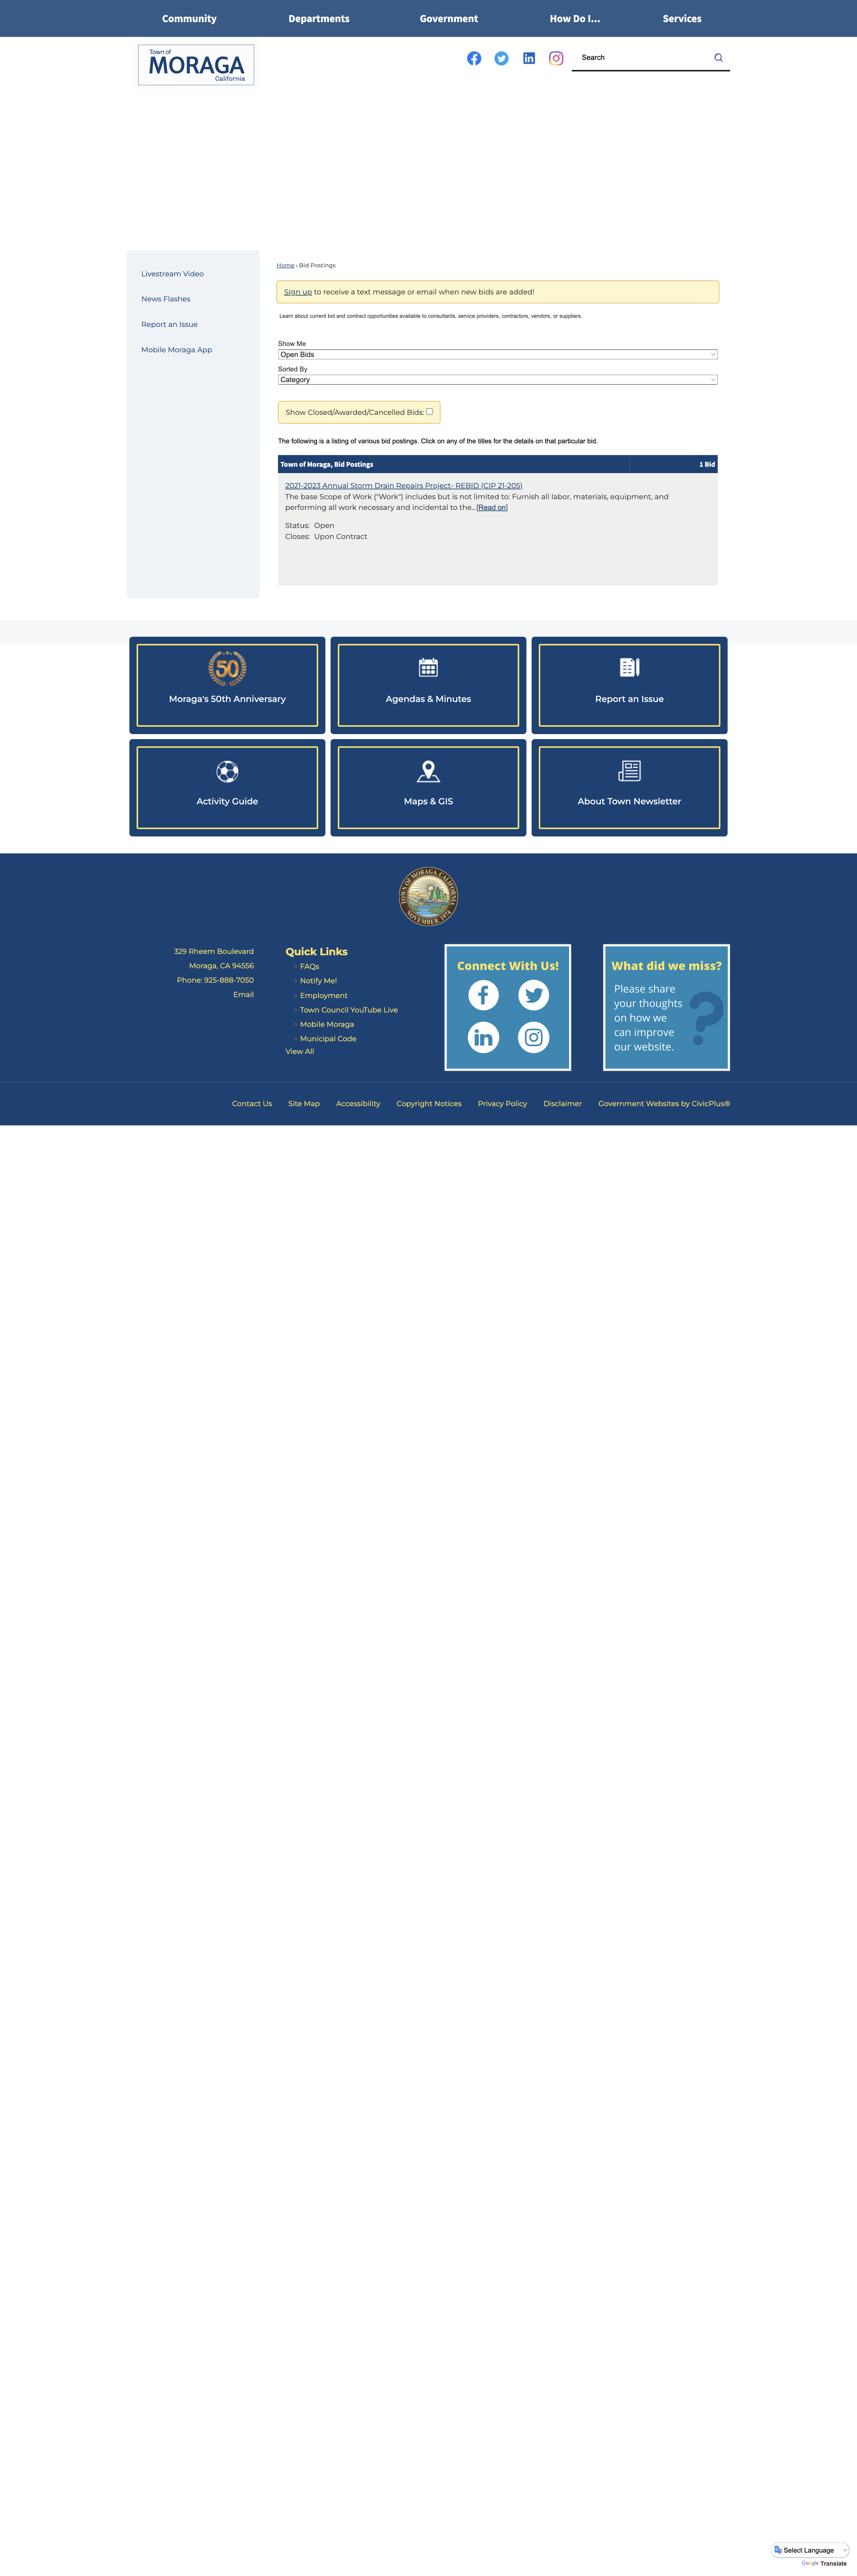 Community Departments Government How Do I... Services
Town of
MORAGA
California
Search
Livestream Video
News Flashes
Report an Issue
Mobile Moraga App
Home › Bid Postings
Sign up to receive a text message or email when new bids are added!
Learn about current bid and contract opportunities available to consultants, service providers, contractors, vendors, or suppliers.
Show Me
Open Bids
Sorted By
Category
Show Closed/Awarded/Cancelled Bids:
The following is a listing of various bid postings. Click on any of the titles for the details on that particular bid.
Town of Moraga, Bid Postings 1 Bid
2021-2023 Annual Storm Drain Repairs Project- REBID (CIP 21-205)
The base Scope of Work ("Work") includes but is not limited to: Furnish all labor, materials, equipment, and
performing all work necessary and incidental to the...[Read on]
Status: Open
Closes: Upon Contract
50
Moraga's 50th Anniversary
Agendas & Minutes
Report an Issue
Activity Guide
Maps & GIS
About Town Newsletter
TOWN OF MORAGA, CALIFORNIA
NOVEMBER 1974
329 Rheem Boulevard
Moraga, CA 94556
Phone: 925-888-7050
Email
Quick Links
FAQs
Notify Me!
Employment
Town Council YouTube Live
Mobile Moraga
Municipal Code
View All
Connect With Us!
What did we miss?
Please share
your thoughts
on how we
can improve
our website.
?
Contact Us Site Map Accessibility Copyright Notices Privacy Policy Disclaimer Government Websites by CivicPlus®
Select Language
Google Translate